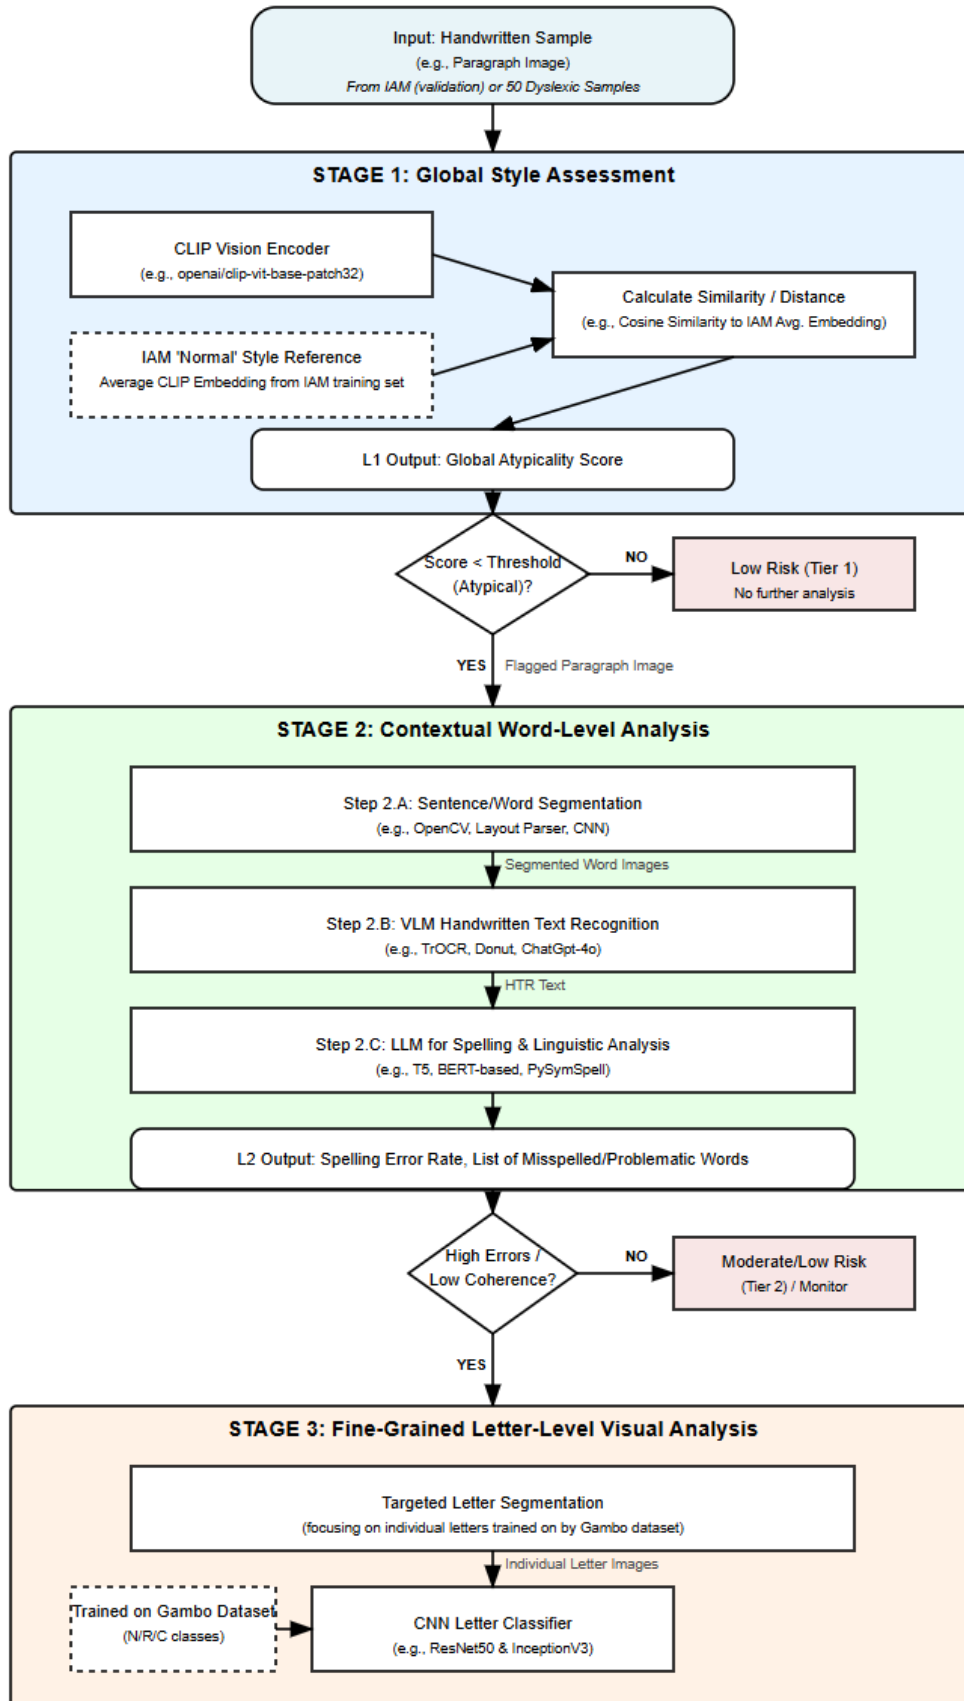 Input: Handwritten Sample
(e.g., Paragraph Image)
From IAM (validation) or 50 Dyslexic Samples
STAGE 1: Global Style Assessment
CLIP Vision Encoder
(e.g., openai/clip-vit-base-patch32)
Calculate Similarity / Distance
(e.g., Cosine Similarity to IAM Avg. Embedding)
IAM 'Normal' Style Reference
Average CLIP Embedding from IAM training set
L1 Output: Global Atypicality Score
Score < Threshold
(Atypical)?
NO
Low Risk (Tier 1)
No further analysis
YES
Flagged Paragraph Image
STAGE 2: Contextual Word-Level Analysis
Step 2.A: Sentence/Word Segmentation
(e.g., OpenCV, Layout Parser, CNN)
Segmented Word Images
Step 2.B: VLM Handwritten Text Recognition
(e.g., TrOCR, Donut, ChatGpt-4o)
HTR Text
Step 2.C: LLM for Spelling & Linguistic Analysis
(e.g., T5, BERT-based, PySymSpell)
L2 Output: Spelling Error Rate, List of Misspelled/Problematic Words
High Errors /
Low Coherence?
NO
Moderate/Low Risk
(Tier 2) / Monitor
YES
STAGE 3: Fine-Grained Letter-Level Visual Analysis
Targeted Letter Segmentation
(focusing on individual letters trained on by Gambo dataset)
Individual Letter Images
Trained on Gambo Dataset
(N/R/C classes)
CNN Letter Classifier
(e.g., ResNet50 & InceptionV3)